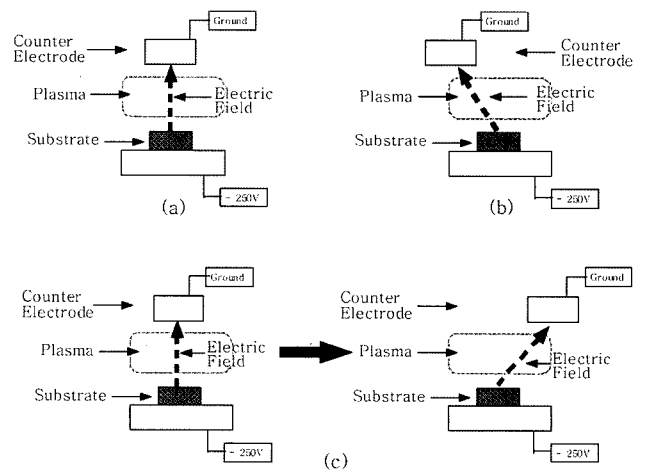 Ground
Counter
Electrode
Plasma
Electric
Field
Substrate
- 250V
(a)
Ground
Counter
Electrode
Plasma
Electric
Field
Substrate
- 250V
(b)
Ground
Counter
Electrode
Plasma
Electric
Field
Substrate
- 250V
Ground
Counter
Electrode
Plasma
Electric
Field
Substrate
- 250V
(c)